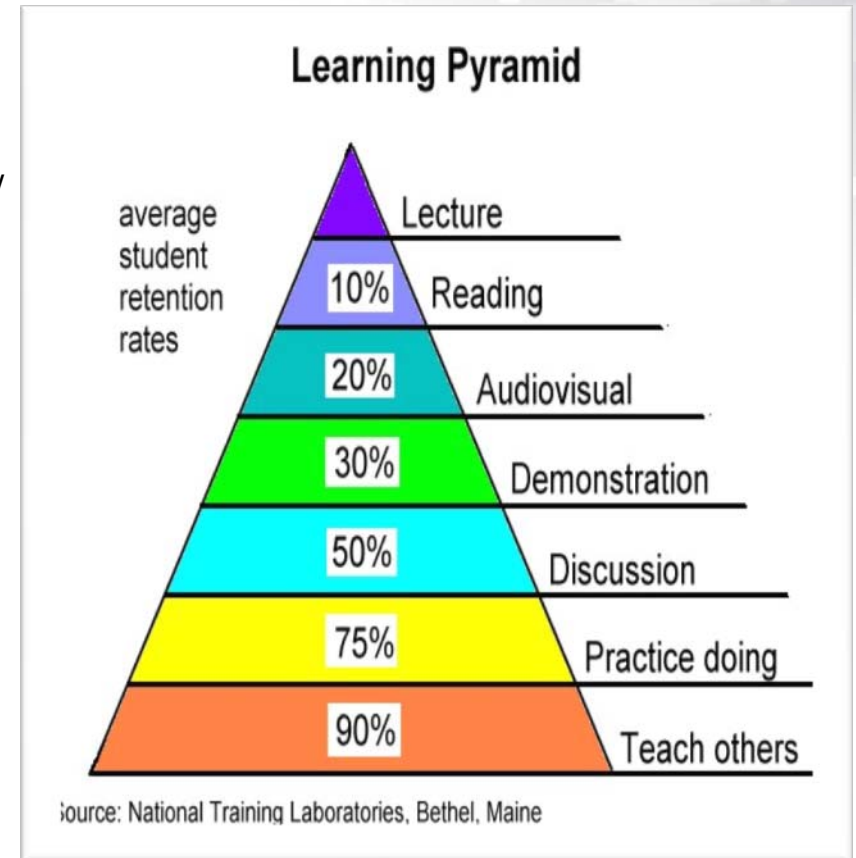 Learning Pyramid
average
student
retention
rates
Lecture
10% Reading
20% Audiovisual
30% Demonstration
50% Discussion
75% Practice doing
90% Teach others
Source: National Training Laboratories, Bethel, Maine